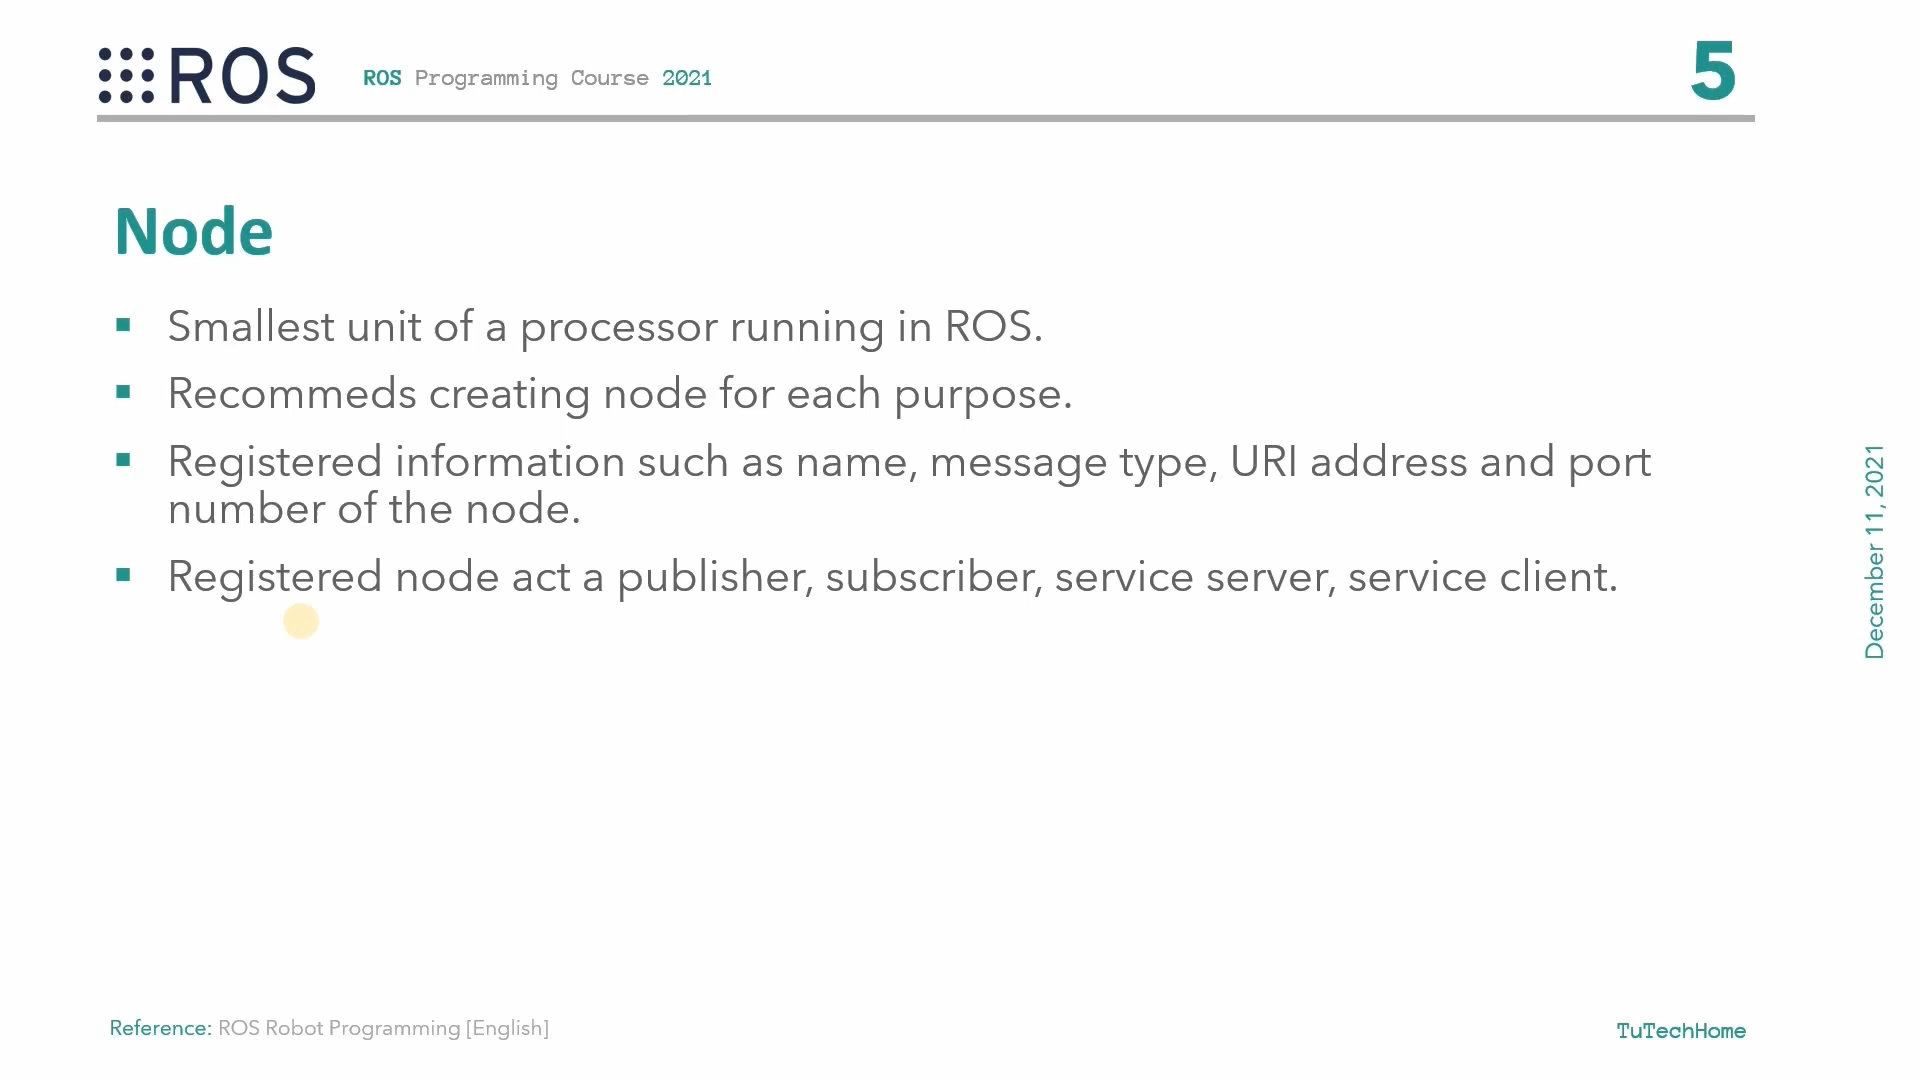 ROS
ROS Programming Course 2021
5
Node
Smallest unit of a processor running in ROS.
Recommeds creating node for each purpose.
Registered information such as name, message type, URI address and port
number of the node.
Registered node act a publisher, subscriber, service server, service client.
December 11, 2021
Reference: ROS Robot Programming [English]
TuTechHome